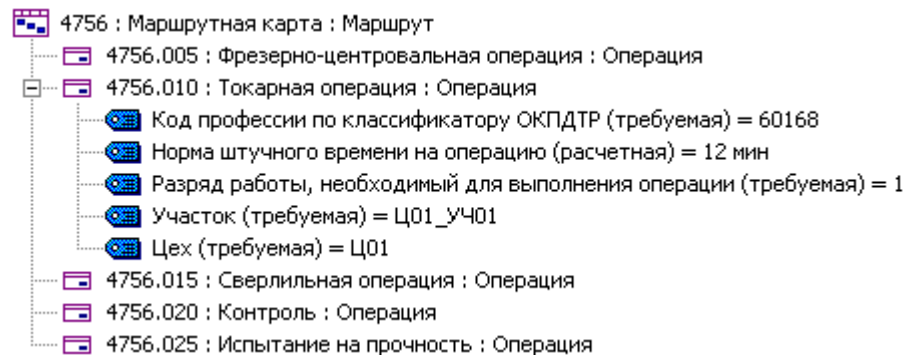 4756 : Маршрутная карта : Маршрут
4756.005 : Фрезерно-центровальная операция : Операция
4756.010 : Токарная операция : Операция
Код профессии по классификатору ОКПДТР (требуемая) = 60168
Норма штучного времени на операцию (расчетная) = 12 мин
Разряд работы, необходимый для выполнения операции (требуемая) = 1
Участок (требуемая) = Ц01_УЧ01
Цех (требуемая) = Ц01
4756.015 : Сверлильная операция : Операция
4756.020 : Контроль : Операция
4756.025 : Испытание на прочность : Операция